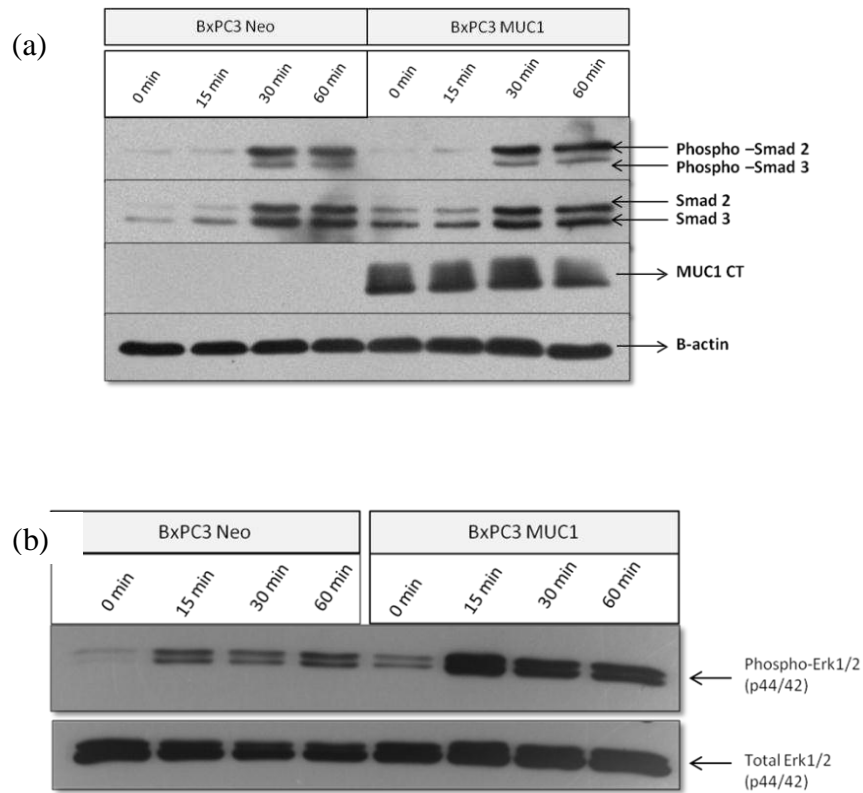 (a)
BxPC3 Neo BxPC3 MUC1
0 min 15 min 30 min 60 min 0 min 15 min 30 min 60 min
Phospho –Smad 2
Phospho –Smad 3
Smad 2
Smad 3
MUC1 CT
B-actin
(b)
BxPC3 Neo BxPC3 MUC1
0 min 15 min 30 min 60 min 0 min 15 min 30 min 60 min
Phospho-Erk1/2
(p44/42)
Total Erk1/2
(p44/42)